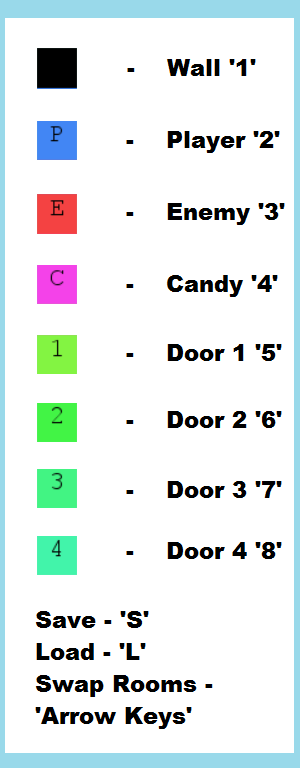 - Wall '1'
P - Player '2'
E - Enemy '3'
C - Candy '4'
1 - Door 1 '5'
2 - Door 2 '6'
3 - Door 3 '7'
4 - Door 4 '8'
Save - 'S'
Load - 'L'
Swap Rooms -
'Arrow Keys'